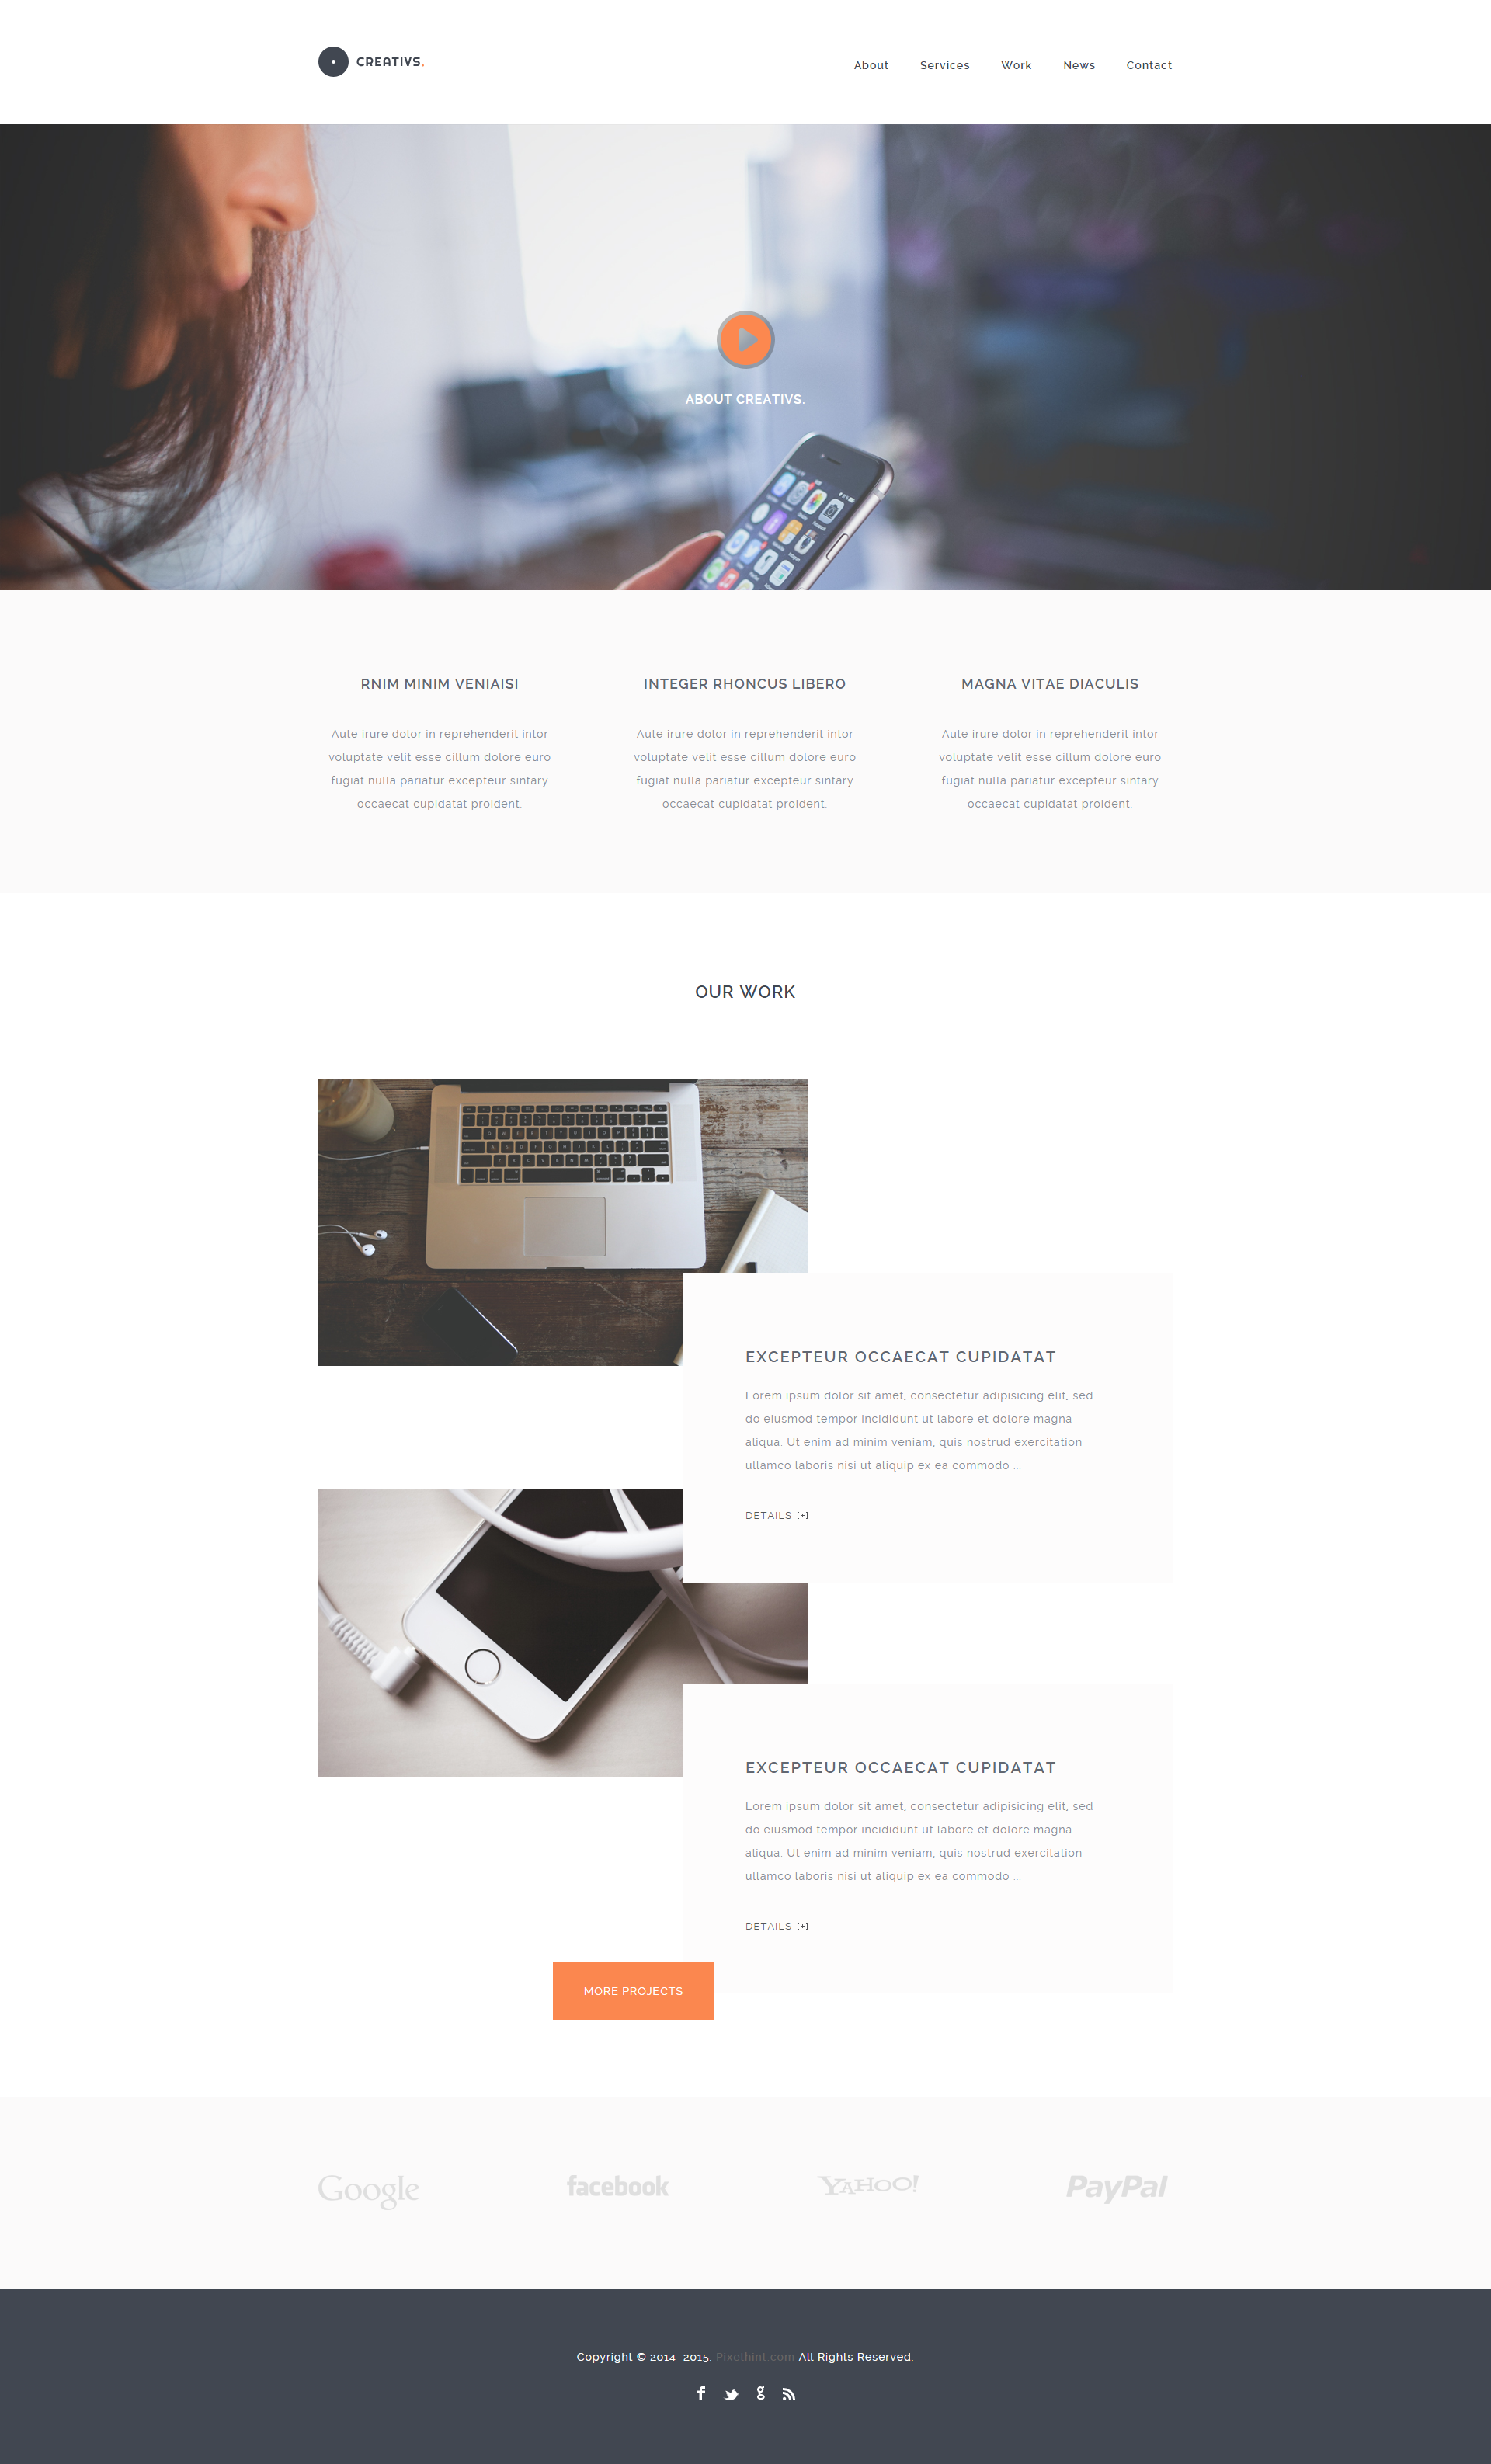 CREATIVS.
About Services Work News Contact
ABOUT CREATIVS.
RNIM MINIM VENIAISI
Aute irure dolor in reprehenderit intor
voluptate velit esse cillum dolore euro
fugiat nulla pariatur excepteur sintary
occaecat cupidatat proident.
INTEGER RHONCUS LIBERO
Aute irure dolor in reprehenderit intor
voluptate velit esse cillum dolore euro
fugiat nulla pariatur excepteur sintary
occaecat cupidatat proident.
MAGNA VITAE DIACULIS
Aute irure dolor in reprehenderit intor
voluptate velit esse cillum dolore euro
fugiat nulla pariatur excepteur sintary
occaecat cupidatat proident.
OUR WORK
EXCEPTEUR OCCAECAT CUPIDATAT
Lorem ipsum dolor sit amet, consectetur adipisicing elit, sed
do eiusmod tempor incididunt ut labore et dolore magna
aliqua. Ut enim ad minim veniam, quis nostrud exercitation
ullamco laboris nisi ut aliquip ex ea commodo ...
DETAILS [+]
EXCEPTEUR OCCAECAT CUPIDATAT
Lorem ipsum dolor sit amet, consectetur adipisicing elit, sed
do eiusmod tempor incididunt ut labore et dolore magna
aliqua. Ut enim ad minim veniam, quis nostrud exercitation
ullamco laboris nisi ut aliquip ex ea commodo ...
DETAILS [+]
MORE PROJECTS
Google facebook YAHOO! PayPal
Copyright © 2014–2015, Pixelhint.com All Rights Reserved.